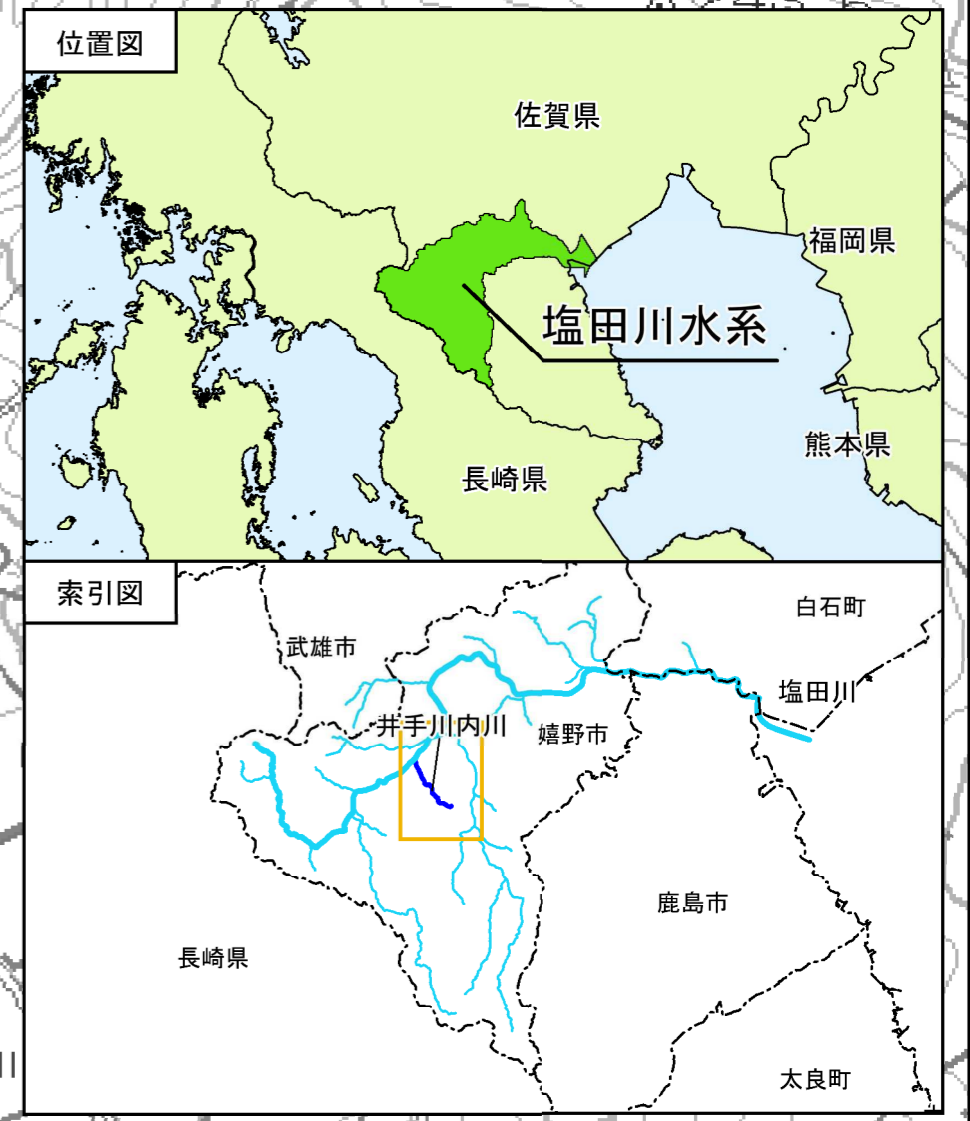 位置図
佐賀県
福岡県
塩田川水系
熊本県
長崎県
索引図
白石町
武雄市
塩田川
井手川内川
嬉野市
鹿島市
長崎県
太良町